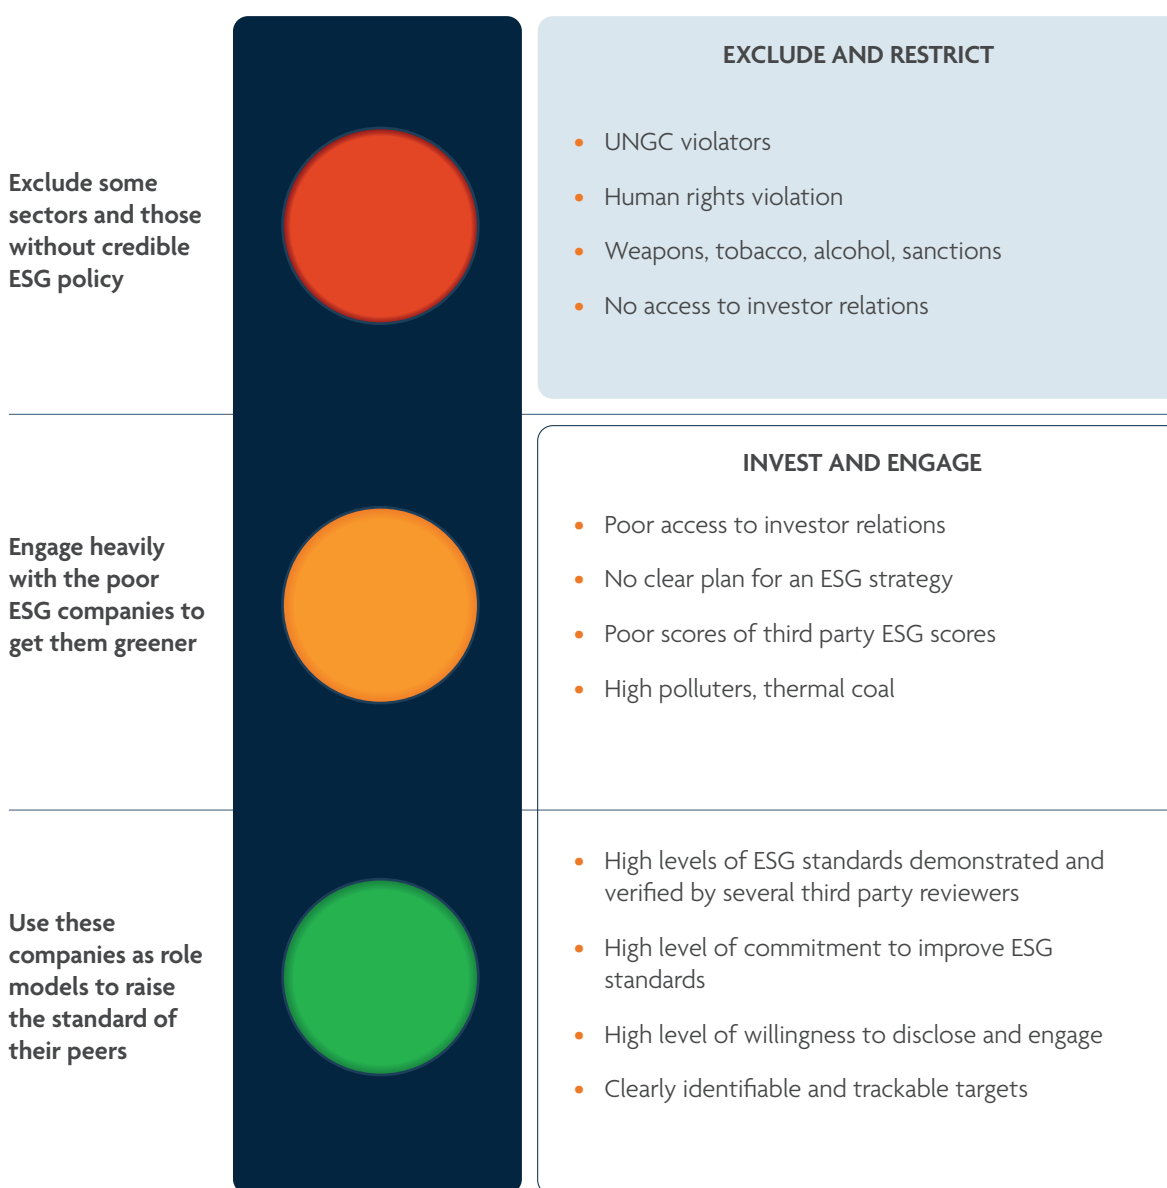 Exclude some
sectors and those
without credible
ESG policy
EXCLUDE AND RESTRICT
• UNGC violators
• Human rights violation
• Weapons, tobacco, alcohol, sanctions
• No access to investor relations
Engage heavily
with the poor
ESG companies to
get them greener
INVEST AND ENGAGE
• Poor access to investor relations
• No clear plan for an ESG strategy
• Poor scores of third party ESG scores
• High polluters, thermal coal
Use these
companies as role
models to raise
the standard of
their peers
• High levels of ESG standards demonstrated and
verified by several third party reviewers
• High level of commitment to improve ESG
standards
• High level of willingness to disclose and engage
• Clearly identifiable and trackable targets